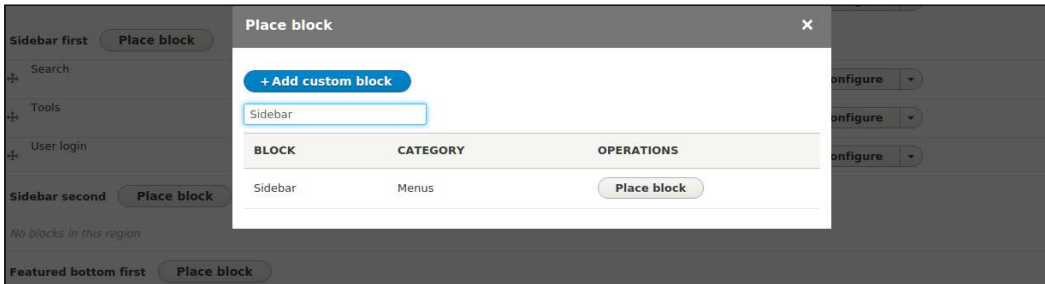 Place block ×
Sidebar first Place block
Search
+Add custom block
onfigure
Sidebar
Tools
onfigure
BLOCK CATEGORY OPERATIONS
User login
onfigure
Sidebar Menus Place block
Sidebar second Place block
No blocks in this region
Featured bottom first Place block